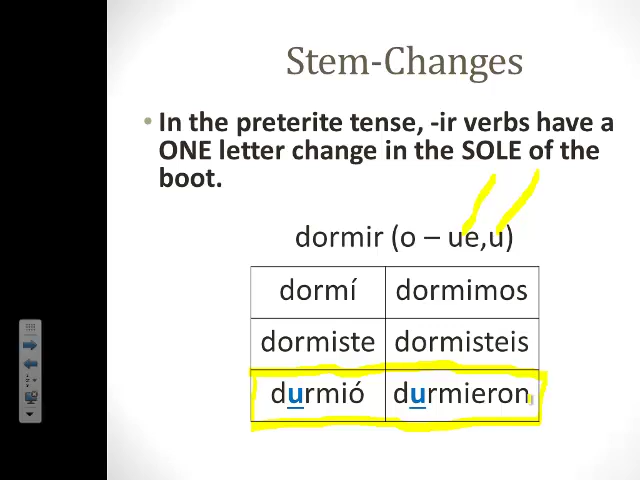 Stem-Changes
• In the preterite tense, -ir verbs have a
ONE letter change in the SOLE of the
boot.
dormir (o – ue,u)
dormí dormimos
dormiste dormisteis
durmió durmieron